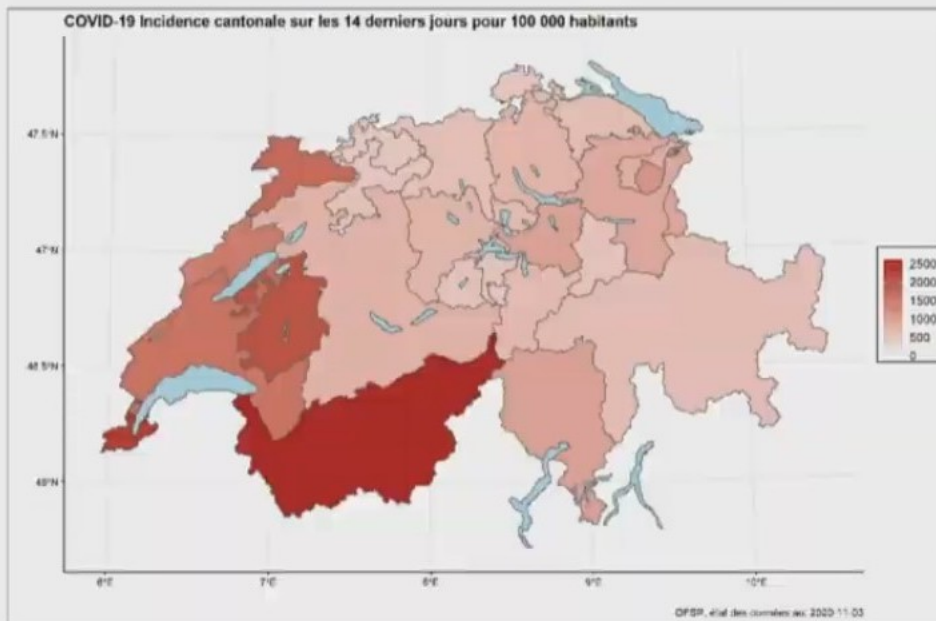 COVID-19 Incidence cantonale sur les 14 derniers jours pour 100 000 habitants
47.5°N
47°N
46.5°N
46°N
6°E
7°E
8°E
9°E
10°E
2500
2000
1500
1000
500
0
OFSP, état des données au: 2020-11-03